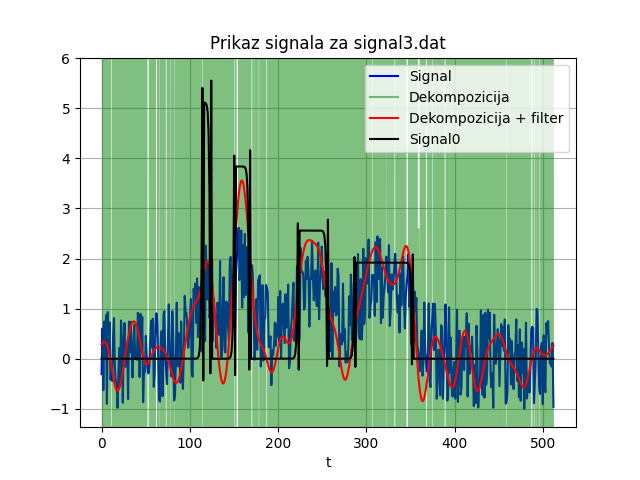 Prikaz signala za signal3.dat
6
5
4
3
2
1
0
−1
Signal
Dekompozicija
Dekompozicija + filter
Signal0
0 100 200 300 400 500
t